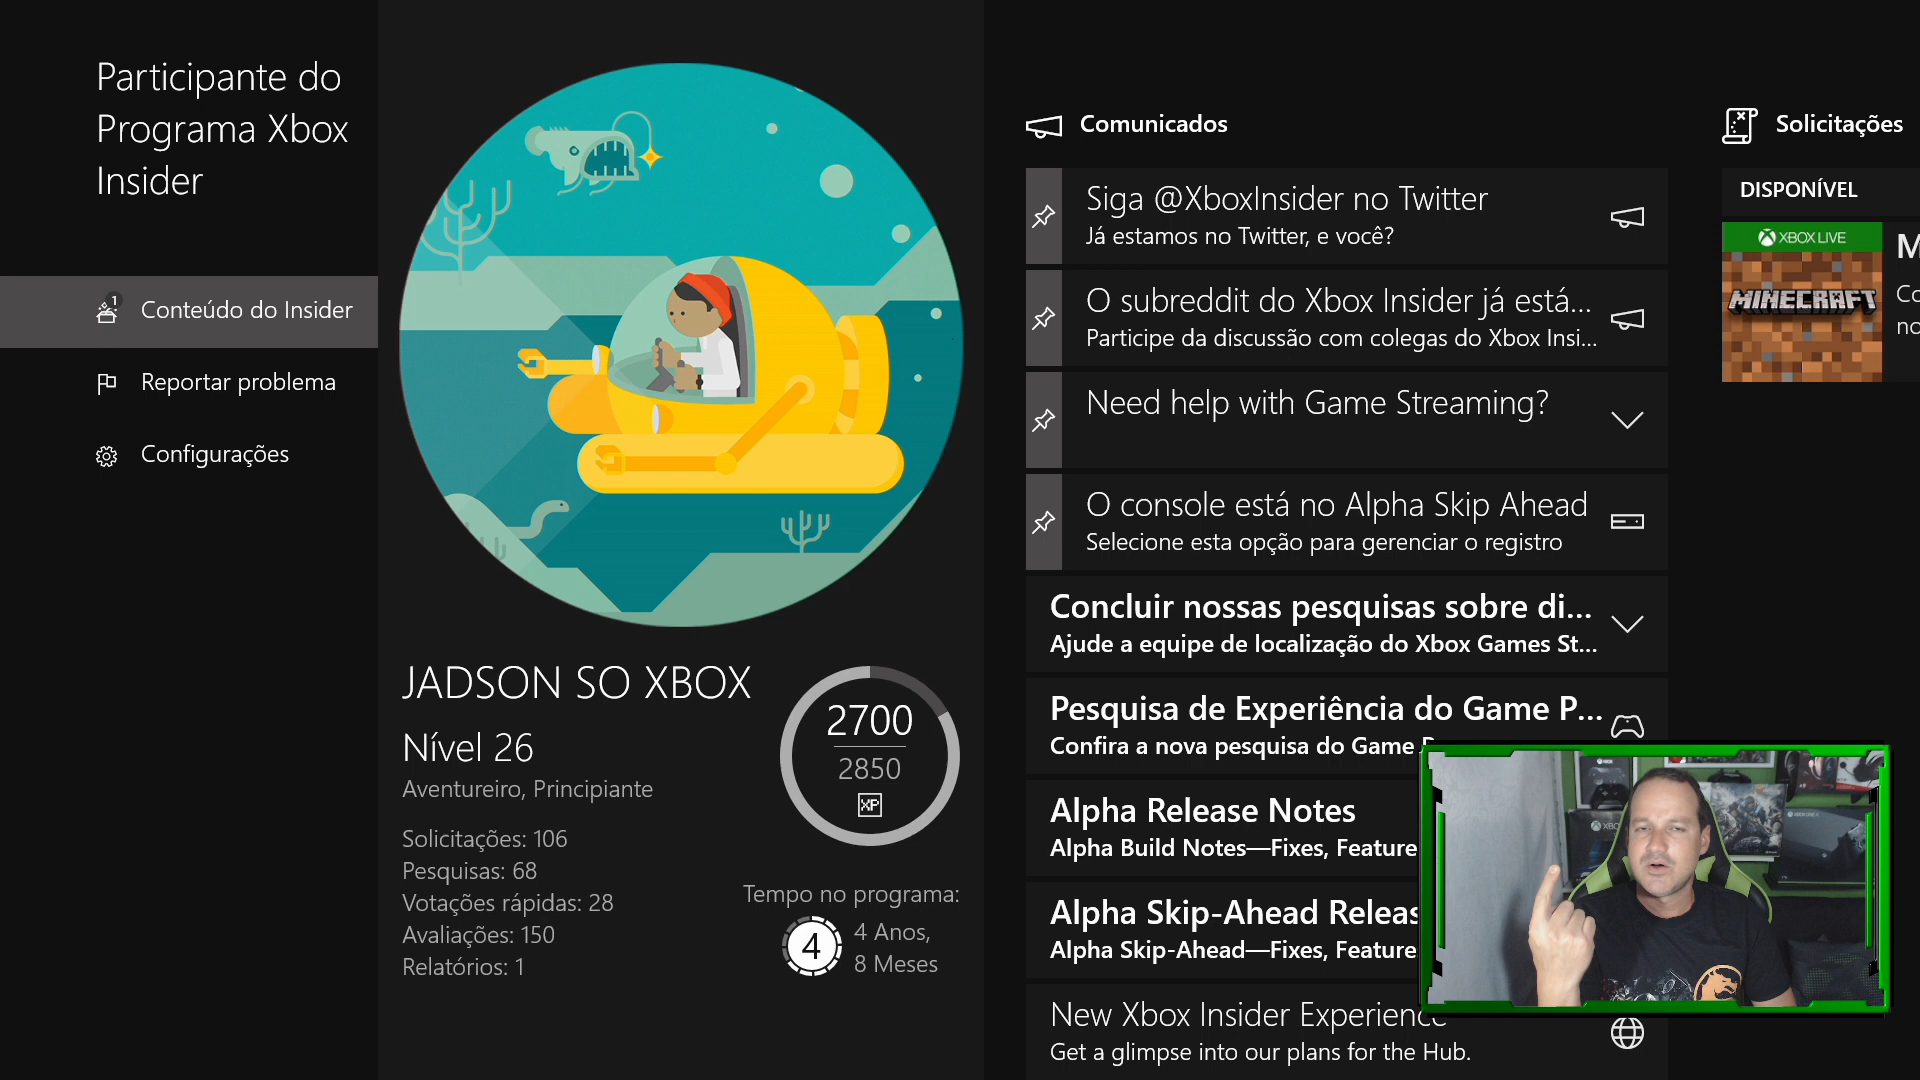 Participante do
Programa Xbox
Insider
1
Conteúdo do Insider
Reportar problema
Configurações
JADSON SO XBOX
Nível 26
Aventureiro, Principiante
Solicitações: 106
Pesquisas: 68
Votações rápidas: 28
Avaliações: 150
Relatórios: 1
2700
2850
XP
Tempo no programa:
4
4 Anos,
8 Meses
Comunicados
Siga @XboxInsider no Twitter
Já estamos no Twitter, e você?
O subreddit do Xbox Insider já está...
Participe da discussão com colegas do Xbox Insi...
Need help with Game Streaming?
O console está no Alpha Skip Ahead
Selecione esta opção para gerenciar o registro
Concluir nossas pesquisas sobre di...
Ajude a equipe de localização do Xbox Games St...
Pesquisa de Experiência do Game P...
Confira a nova pesquisa do Game
Alpha Release Notes
Alpha Build Notes—Fixes, Feature
Alpha Skip-Ahead Releas
Alpha Skip-Ahead—Fixes, Feature
New Xbox Insider Experience
Get a glimpse into our plans for the Hub.
Solicitações
DISPONÍVEL
XBOX LIVE
MINECRAFT
M
Co
no